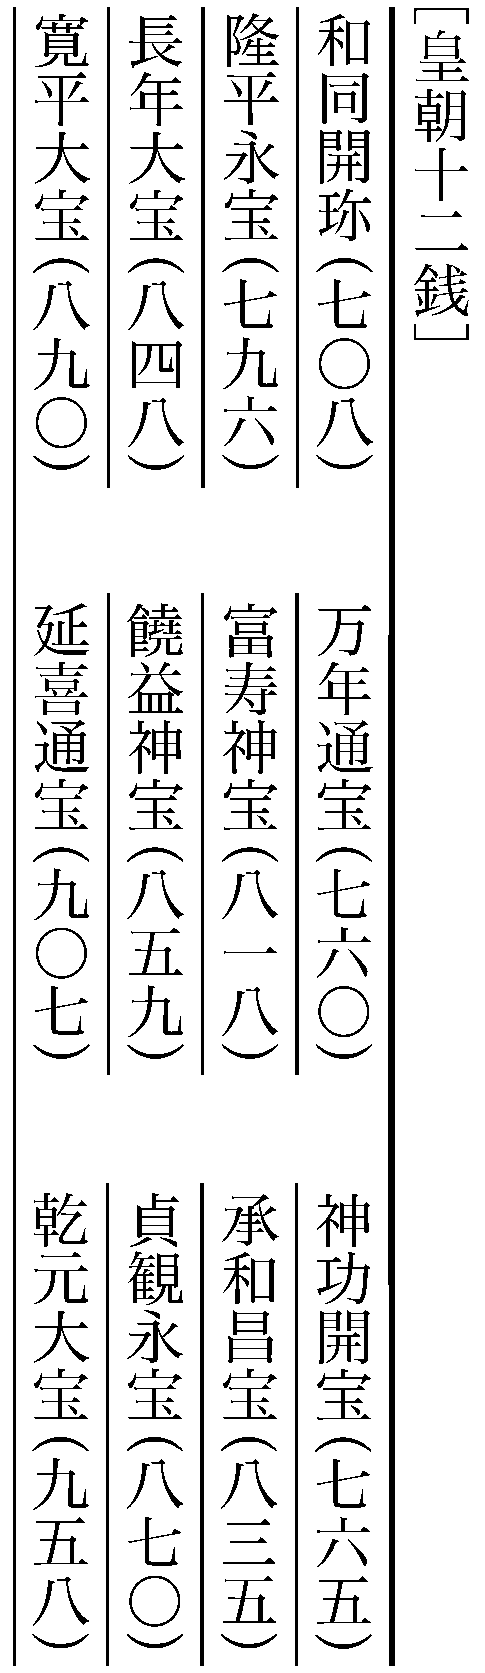 ［皇朝十二銭］
和同開珎(七〇八)
万年通宝(七六〇)
神功開宝(七六五)
隆平永宝(七九六)
富寿神宝(八一八)
承和昌宝(八三五)
長年大宝(八四八)
饒益神宝(八五九)
貞観永宝(八七〇)
寛平大宝(八九〇)
延喜通宝(九〇七)
乾元大宝(九五八)